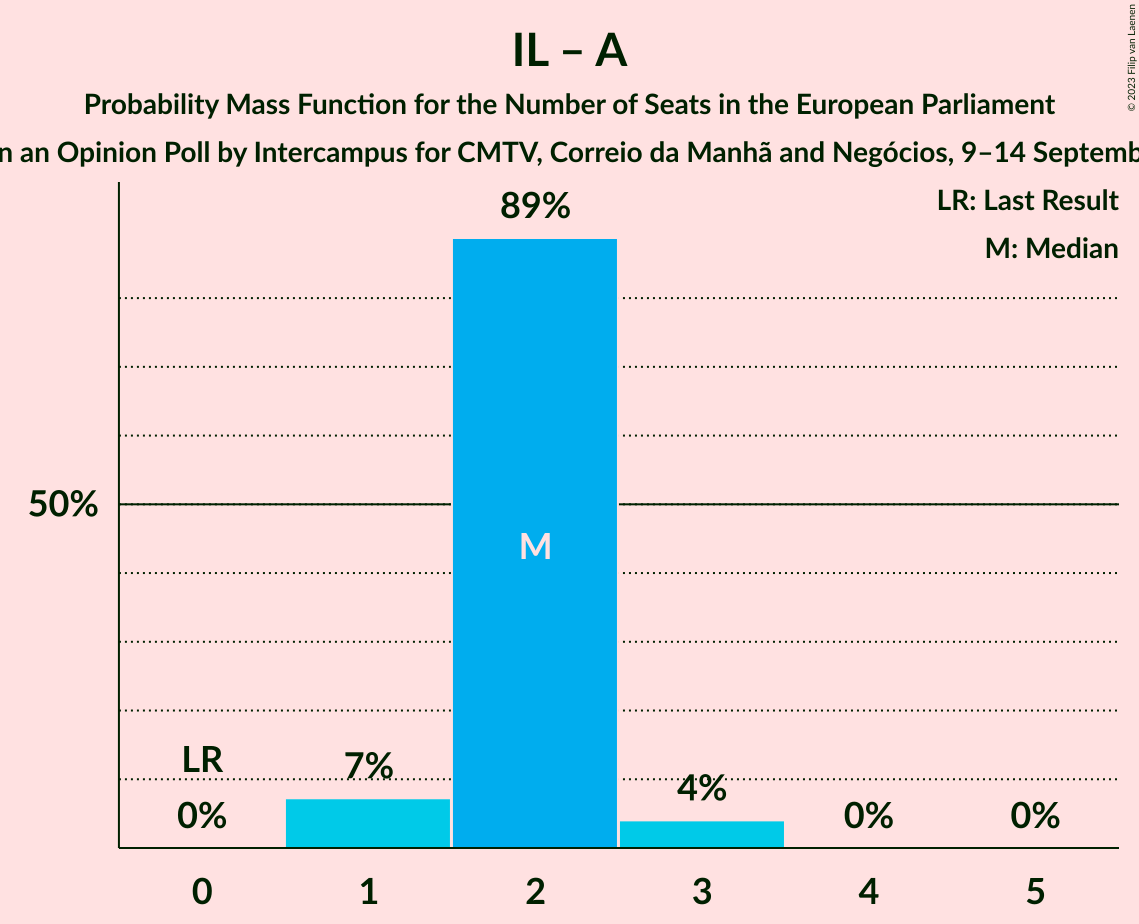 IL – A
Probability Mass Function for the Number of Seats in the European Parliament
an Opinion Poll by Intercampus for CMTV, Correio da Manhã and Negócios, 9–14
© 2023 Filip van Laenen
LR: Last Result
M: Median
89%
50%
M
LR
7%
4%
0%
0%
0%
0 1 2 3 4 5